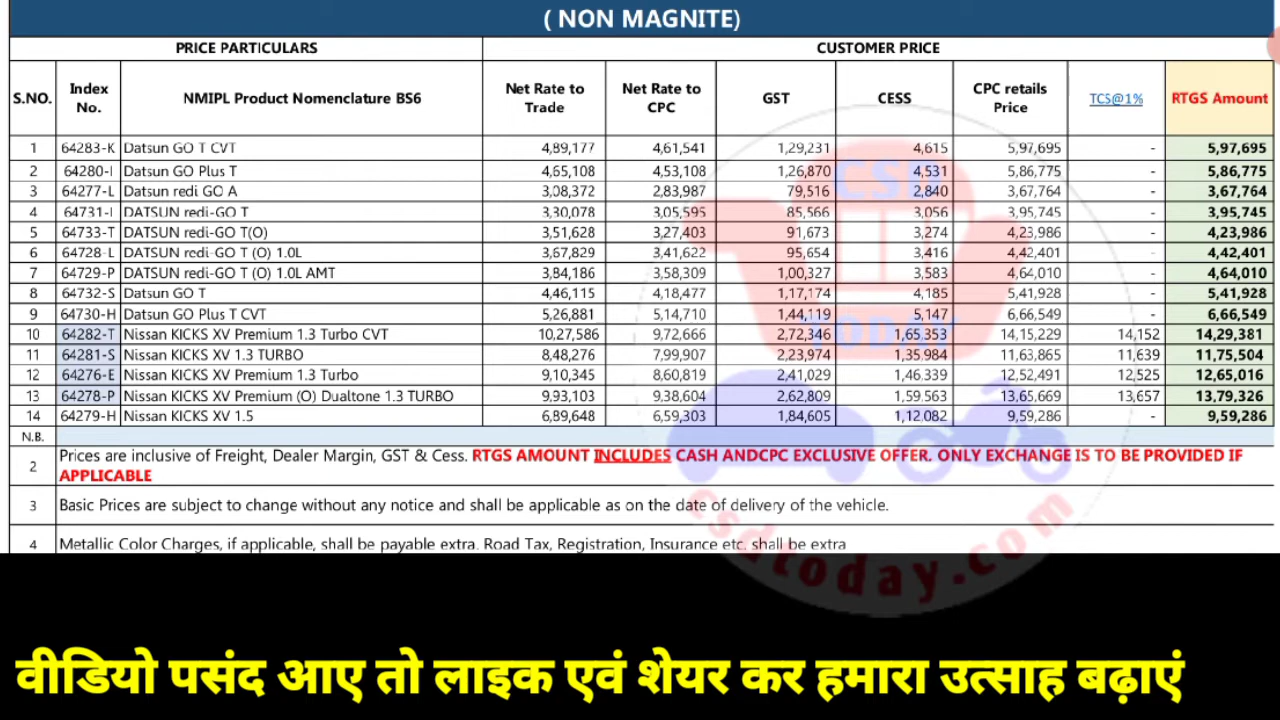 ( NON MAGNITE)
PRICE PARTICULARS CUSTOMER PRICE
S.NO. Index No. NMIPL Product Nomenclature BS6 Net Rate to Trade Net Rate to CPC GST CESS CPC retails Price TCS@1% RTGS Amount
1 64283-K Datsun GO T CVT 4,89,177 4,61,541 1,29,231 4,615 5,97,695 - 5,97,695
2 64280-I Datsun GO Plus T 4,65,108 4,53,108 1,26,870 4,531 5,86,775 - 5,86,775
3 64277-L Datsun redi GO A 3,08,372 2,83,987 79,516 2,840 3,67,764 - 3,67,764
4 64731-I DATSUN redi-GO T 3,30,078 3,05,595 85,566 3,056 3,95,745 - 3,95,745
5 64733-T DATSUN redi-GO T(O) 3,51,628 3,27,403 91,673 3,274 4,23,986 - 4,23,986
6 64728-L DATSUN redi-GO T (O) 1.0L 3,67,829 3,41,622 95,654 3,416 4,42,401 - 4,42,401
7 64729-P DATSUN redi-GO T (O) 1.0L AMT 3,84,186 3,58,309 1,00,327 3,583 4,64,010 - 4,64,010
8 64732-S Datsun GO T 4,46,115 4,18,477 1,17,174 4,185 5,41,928 - 5,41,928
9 64730-H Datsun GO Plus T CVT 5,26,881 5,14,710 1,44,119 5,147 6,66,549 - 6,66,549
10 64282-T Nissan KICKS XV Premium 1.3 Turbo CVT 10,27,586 9,72,666 2,72,346 1,65,353 14,15,229 14,152 14,29,381
11 64281-S Nissan KICKS XV 1.3 TURBO 8,48,276 7,99,907 2,23,974 1,35,984 11,63,865 11,639 11,75,504
12 64276-E Nissan KICKS XV Premium 1.3 Turbo 9,10,345 8,60,819 2,41,029 1,46,339 12,52,491 12,525 12,65,016
13 64278-P Nissan KICKS XV Premium (O) Dualtone 1.3 TURBO 9,93,103 9,38,604 2,62,809 1,59,563 13,65,669 13,657 13,79,326
14 64279-H Nissan KICKS XV 1.5 6,89,648 6,59,303 1,84,605 1,12,082 9,59,286 - 9,59,286
N.B.
2 Prices are inclusive of Freight, Dealer Margin, GST & Cess. RTGS AMOUNT INCLUDES CASH ANDCPC EXCLUSIVE OFFER. ONLY EXCHANGE IS TO BE PROVIDED IF
APPLICABLE
3 Basic Prices are subject to change without any notice and shall be applicable as on the date of delivery of the vehicle.
4 Metallic Color Charges, if applicable, shall be payable extra. Road Tax, Registration, Insurance etc. shall be extra
CSD
TODAY
csdtoday.com
वीडियो पसंद आए तो लाइक एवं शेयर कर हमारा उत्साह बढ़ाएं